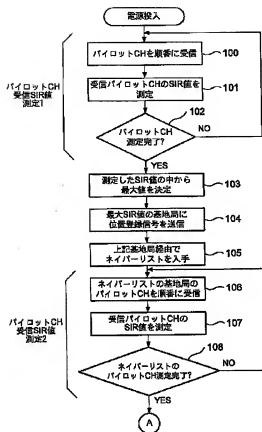 電源投入
パイロットCHを順番に受信
100
受信パイロットCHのSIR値を
測定
101
パイロットCH
受信SIR値
測定1
102
パイロットCH
測定完了?
NO
YES
測定したSIR値の中から
最大値を決定
103
最大SIR値の基地局に
位置登録信号を送信
104
上記基地局経由で
ネイバーリストを入手
105
ネイバーリストの基地局の
パイロットCHを順番に受信
106
受信パイロットCHの
SIR値を測定
107
パイロットCH
受信SIR値
測定2
108
ネイバーリストの
パイロットCH測定完了?
NO
YES
A